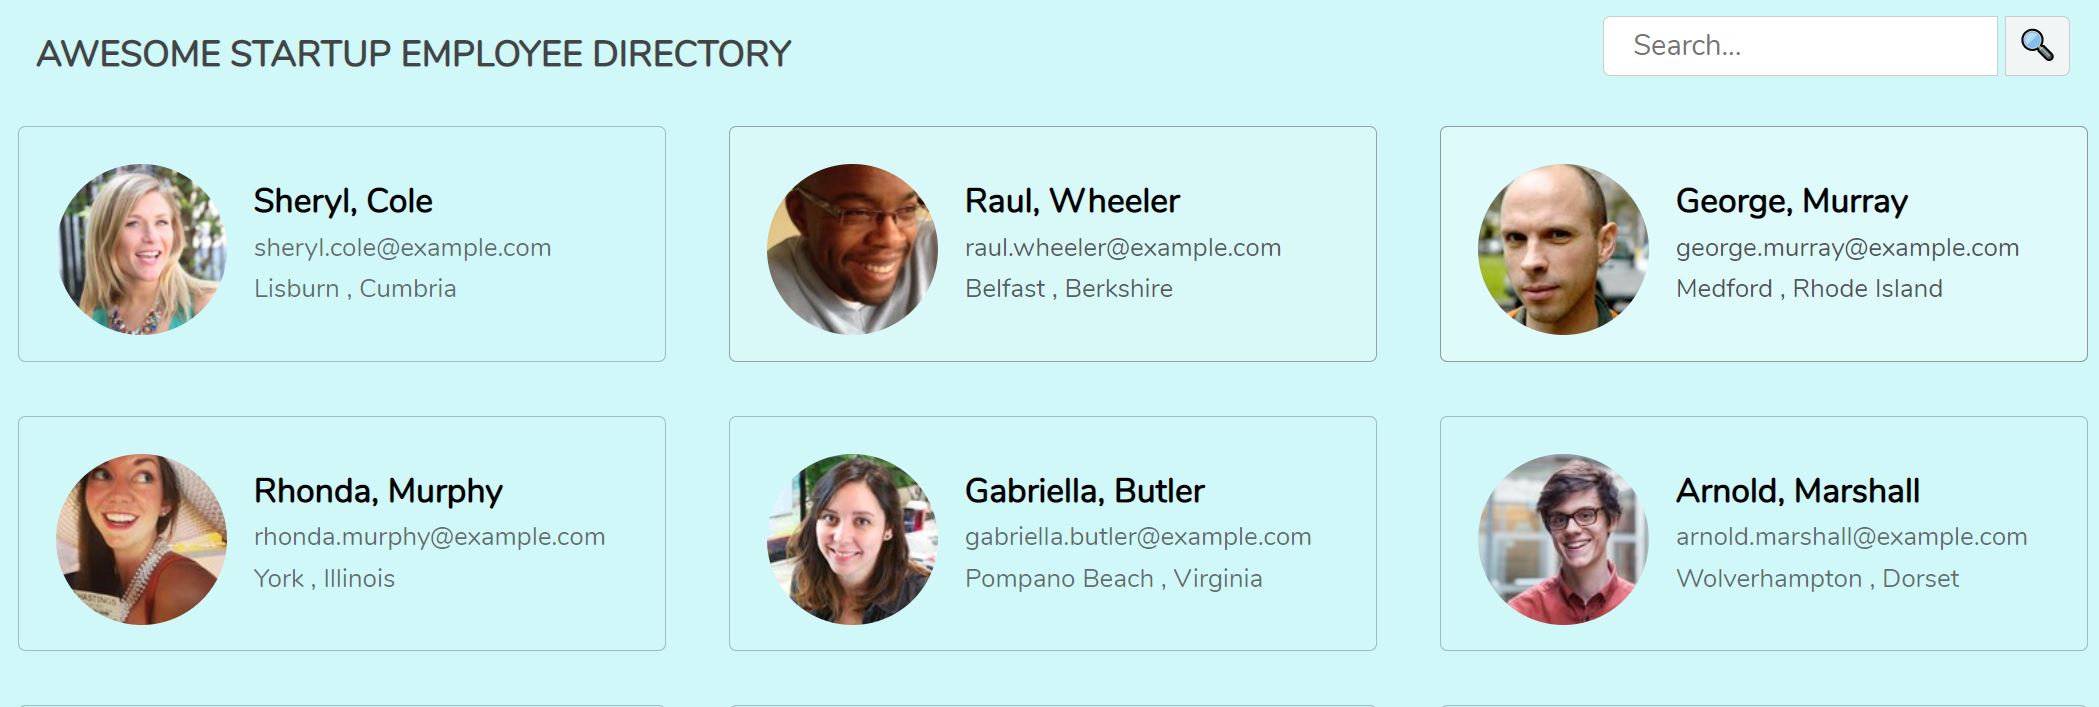 AWESOME STARTUP EMPLOYEE DIRECTORY
Search...
Sheryl, Cole
sheryl.cole@example.com
Lisburn , Cumbria
Raul, Wheeler
raul.wheeler@example.com
Belfast , Berkshire
George, Murray
george.murray@example.com
Medford , Rhode Island
Rhonda, Murphy
rhonda.murphy@example.com
York , Illinois
Gabriella, Butler
gabriella.butler@example.com
Pompano Beach , Virginia
Arnold, Marshall
arnold.marshall@example.com
Wolverhampton , Dorset